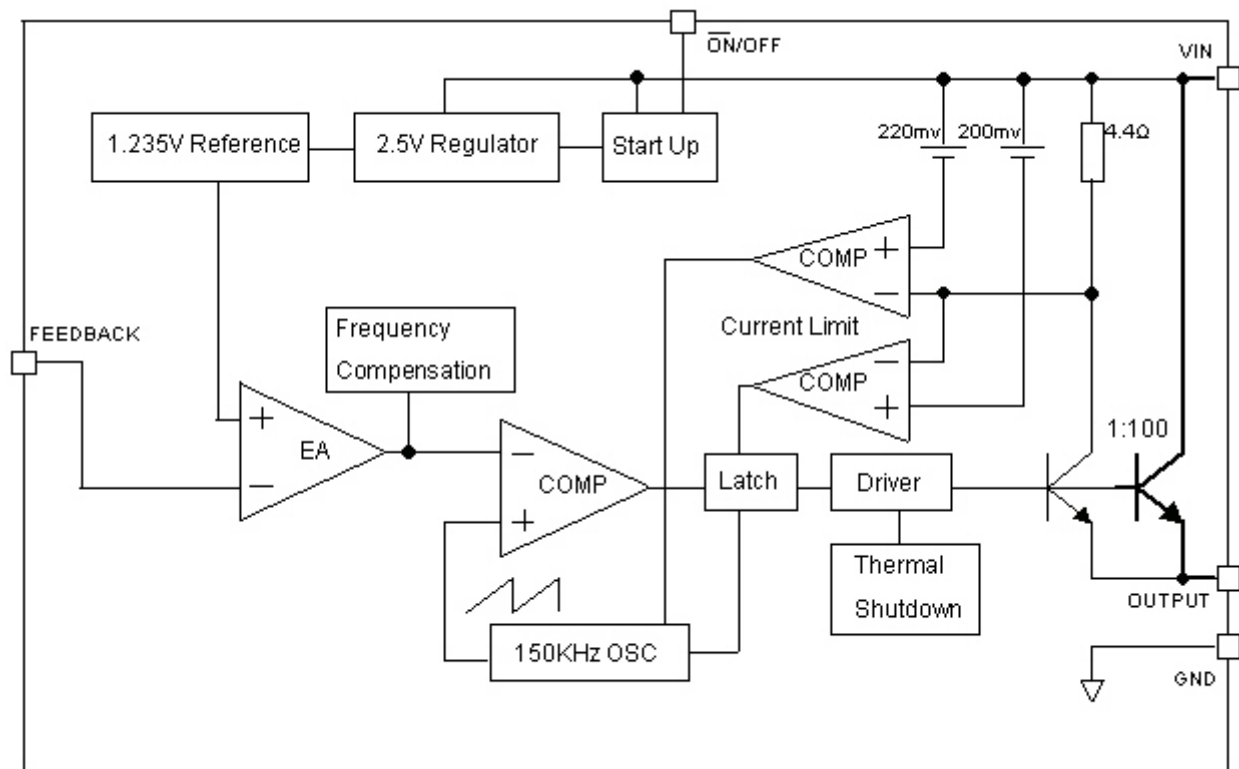 ON/OFF
VIN
1.235V Reference
2.5V Regulator
Start Up
220mv
200mv
4.4Ω
+
COMP
−
Current Limit
−
COMP
+
FEEDBACK
Frequency
Compensation
+
EA
−
−
COMP
+
Latch
Driver
1:100
Thermal
Shutdown
150KHz OSC
OUTPUT
GND